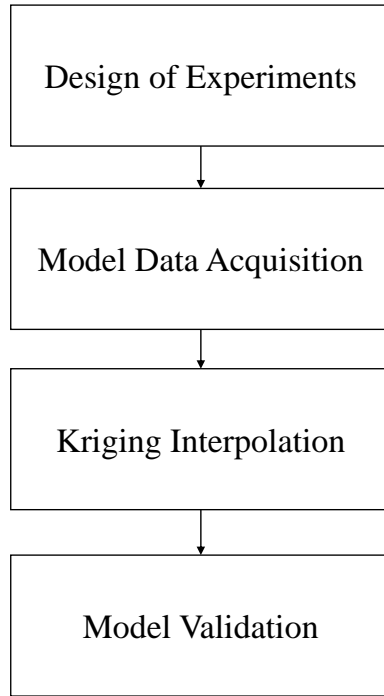 Design of Experiments
Model Data Acquisition
Kriging Interpolation
Model Validation